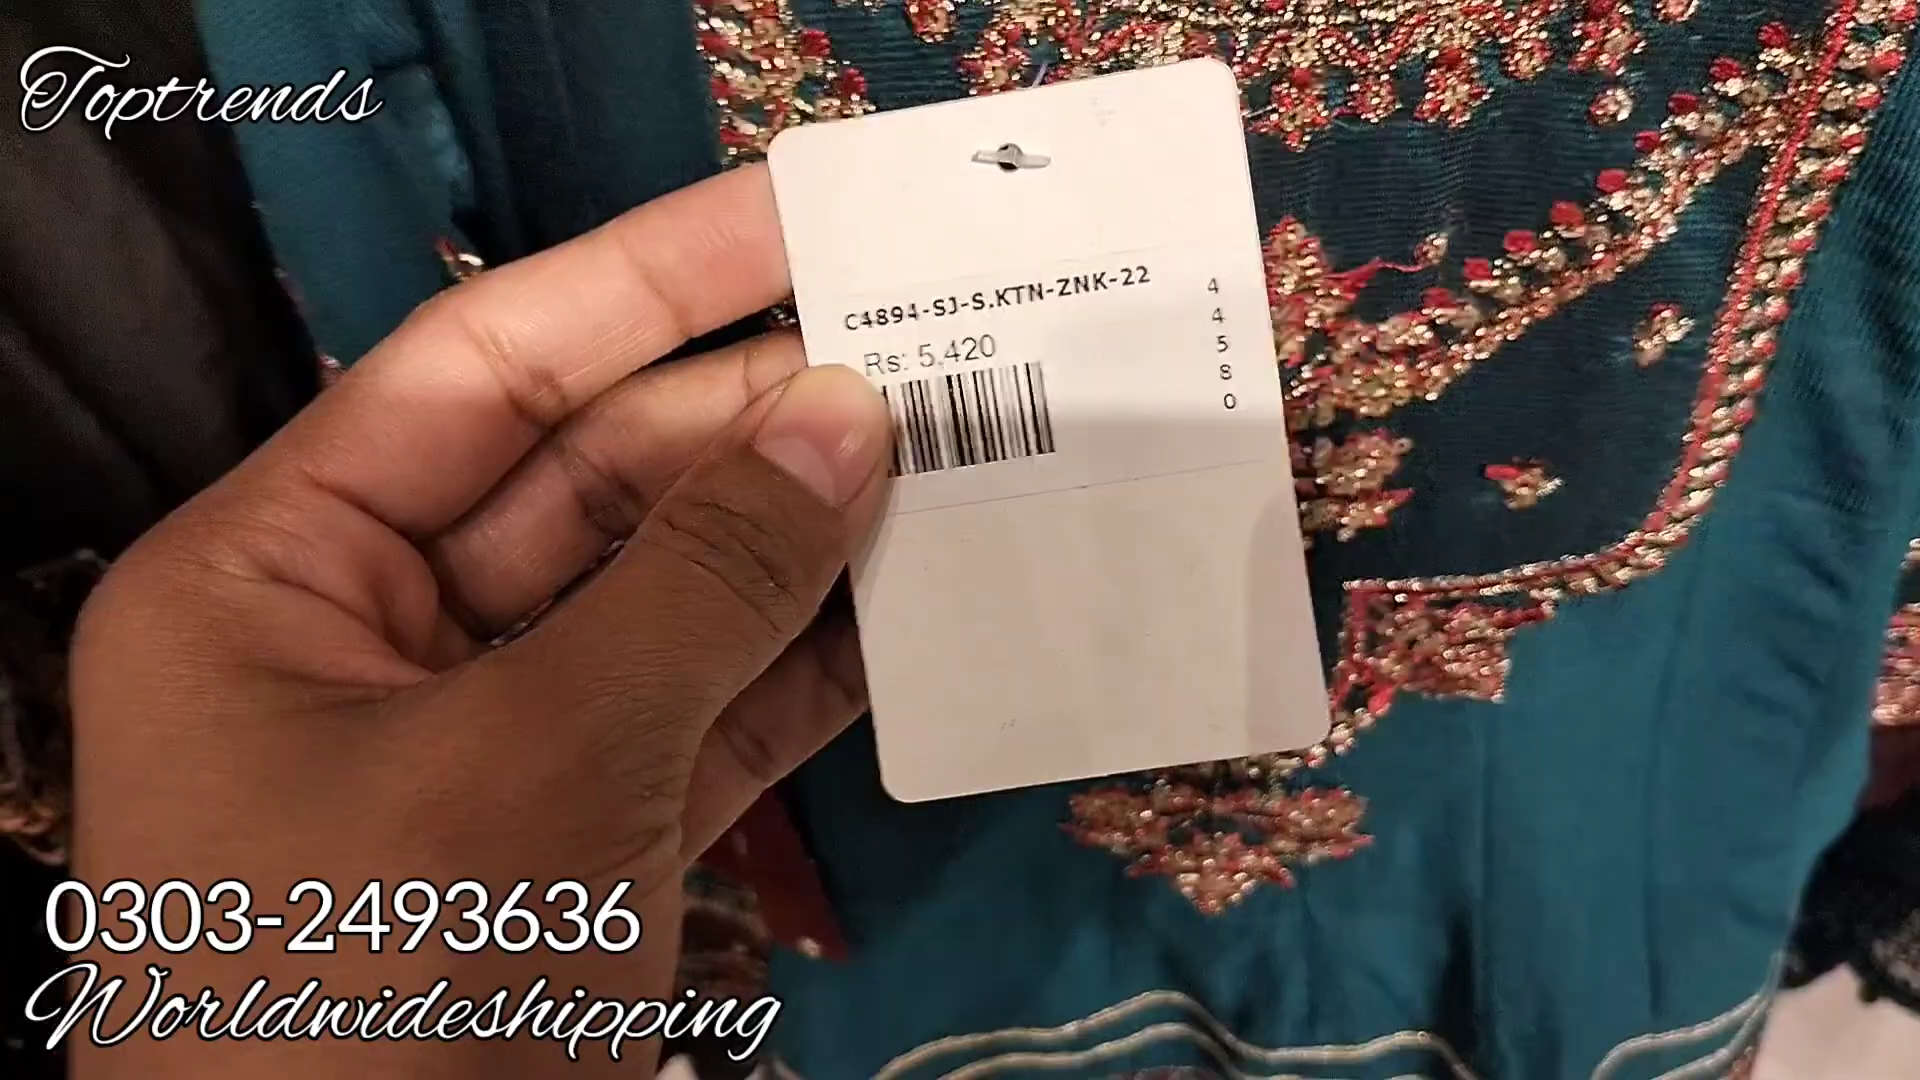 Toptrends
C4894-SJ-S.KTN-ZNK-22
Rs: 5,420
4
4
5
8
0
0303-2493636
Worldwideshipping